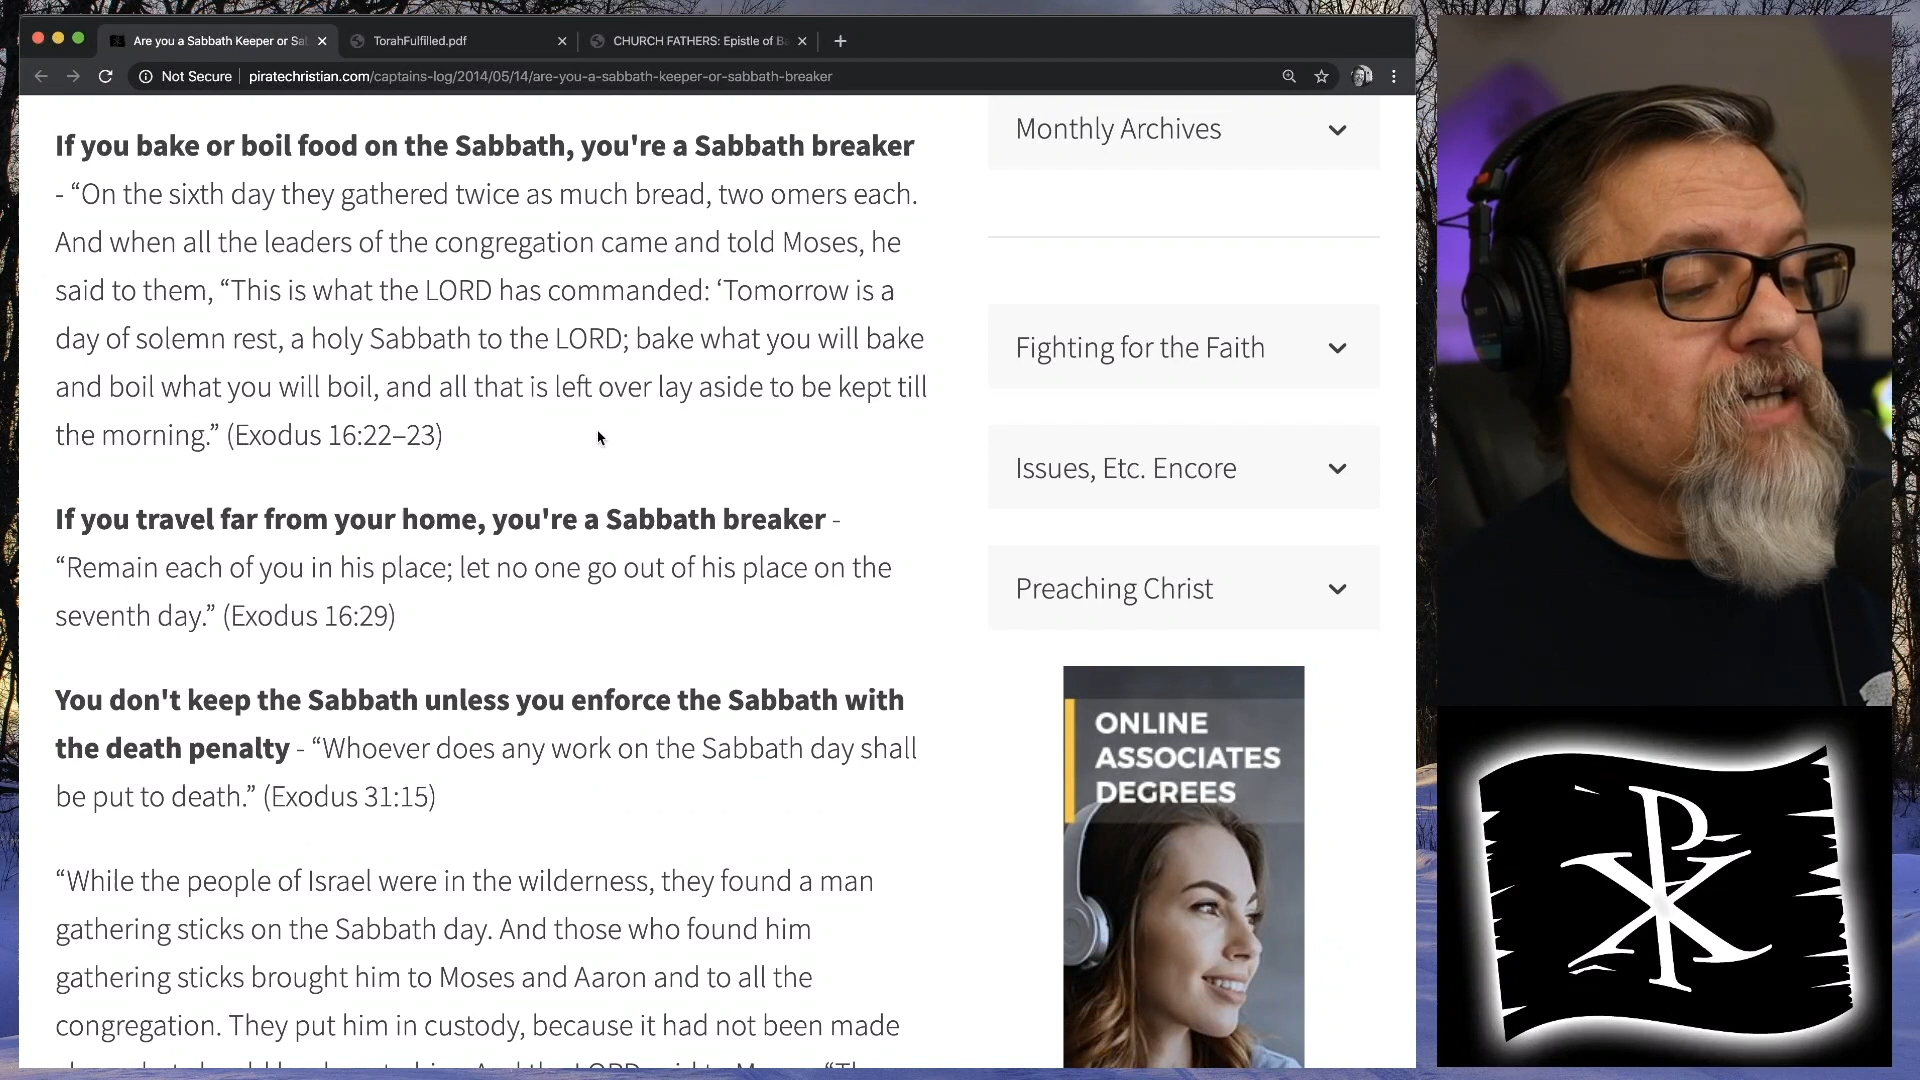 Are you a Sabbath Keeper or Sa
TorahFulfilled.pdf
CHURCH FATHERS: Epistle of Ba
Not Secure
piratechristian.com/captains-log/2014/05/14/are-you-a-sabbath-keeper-or-sabbath-breaker
If you bake or boil food on the Sabbath, you're a Sabbath breaker
- “On the sixth day they gathered twice as much bread, two omers each.
And when all the leaders of the congregation came and told Moses, he
said to them, “This is what the LORD has commanded: ‘Tomorrow is a
day of solemn rest, a holy Sabbath to the LORD; bake what you will bake
and boil what you will boil, and all that is left over lay aside to be kept till
the morning.” (Exodus 16:22–23)
If you travel far from your home, you're a Sabbath breaker -
“Remain each of you in his place; let no one go out of his place on the
seventh day.” (Exodus 16:29)
You don't keep the Sabbath unless you enforce the Sabbath with
the death penalty - “Whoever does any work on the Sabbath day shall
be put to death.” (Exodus 31:15)
“While the people of Israel were in the wilderness, they found a man
gathering sticks on the Sabbath day. And those who found him
gathering sticks brought him to Moses and Aaron and to all the
congregation. They put him in custody, because it had not been made
Monthly Archives
Fighting for the Faith
Issues, Etc. Encore
Preaching Christ
ONLINE
ASSOCIATES
DEGREES
SONY